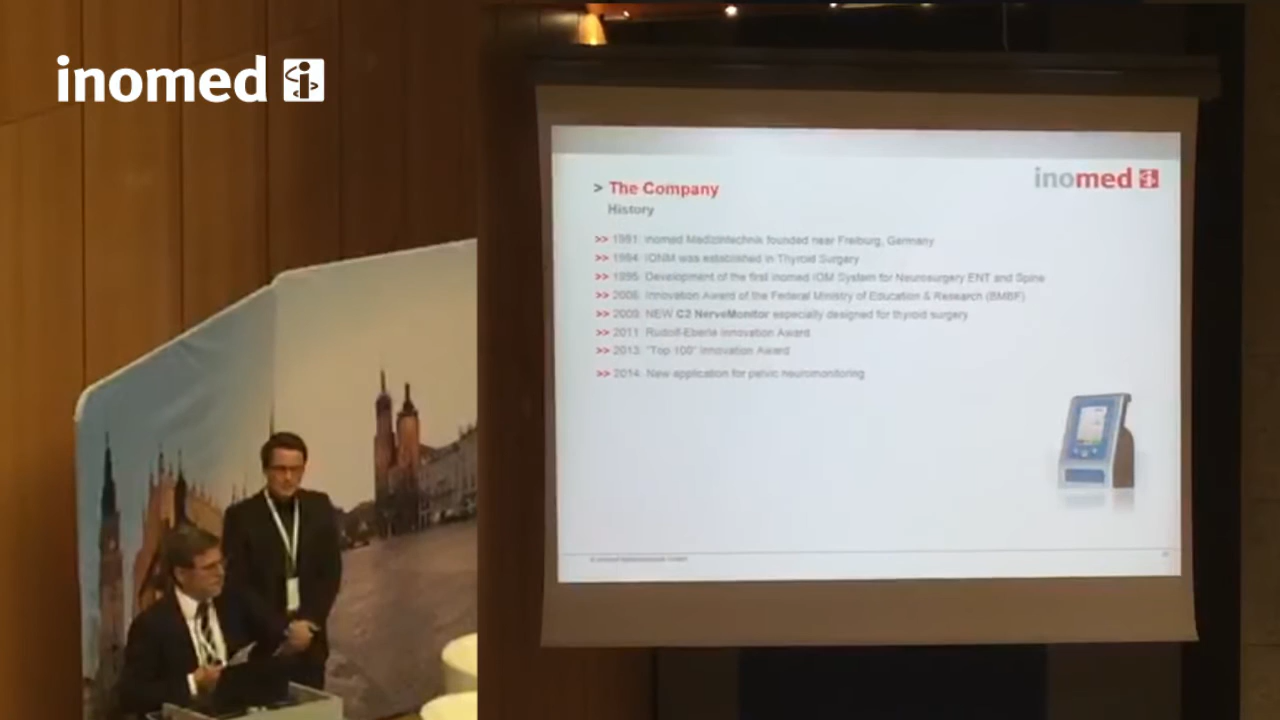 inomed
inomed
> The Company
History
>> 1991: inomed Medizintechnik founded near Freiburg, Germany
>> 1994: IONM was established in Thyroid Surgery
>> 1995: Development of the first inomed IOM System for Neurosurgery ENT and Spine
>> Innovation Award of the Federal Ministry of Education & Research (BMBF)
>> 2009: NEW C2 NerveMonitor especially designed for thyroid surgery
>> 2011: Rudolf-Eberle Innovation Award
>> 2013: "Top 100" Innovation Award
>> 2014: New application for pelvic neuromonitoring